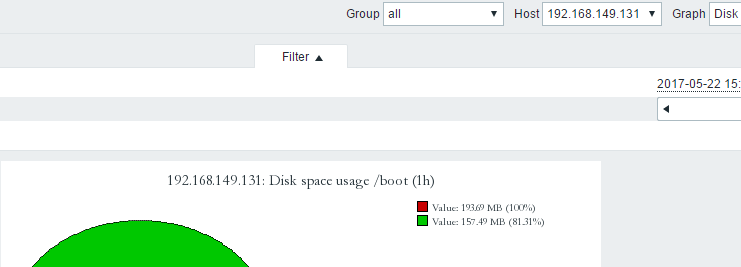 Group all Host 192.168.149.131 Graph Disk
Filter
2017-05-22 15:
192.168.149.131: Disk space usage /boot (1h)
Value: 193.69 MB (100%)
Value: 157.49 MB (81.31%)